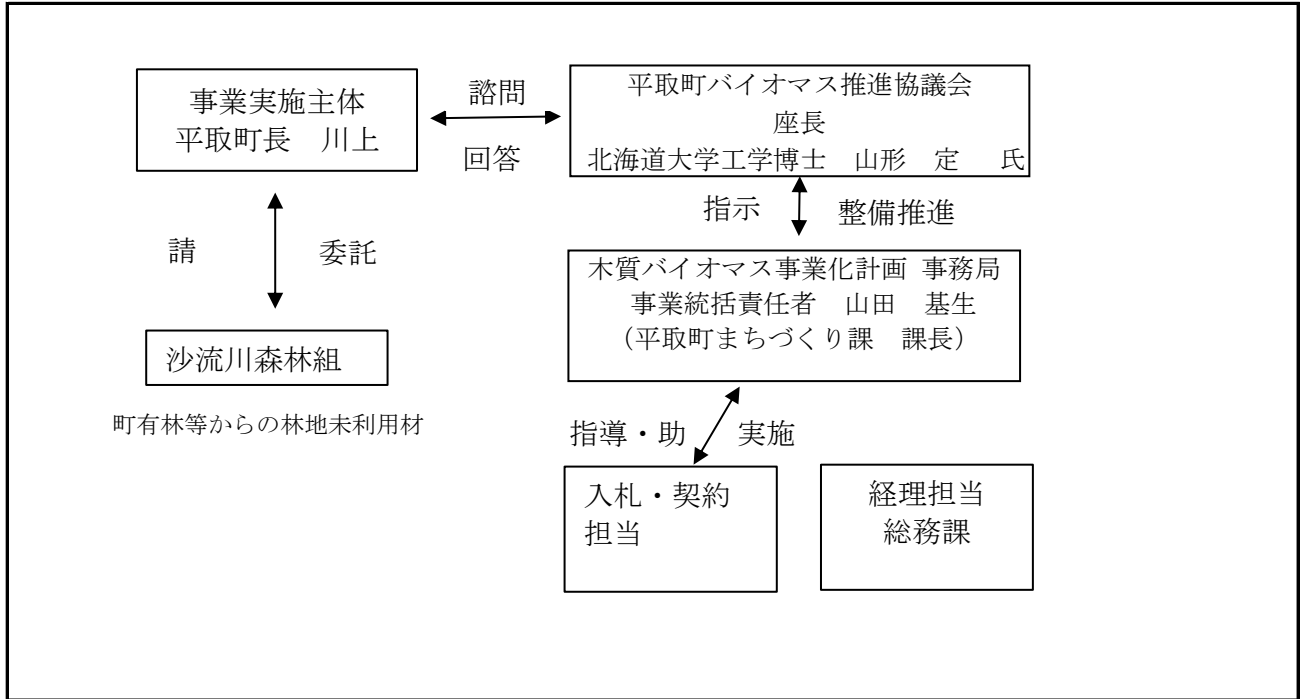 事業実施主体
平取町長　川上
諮問
回答
平取町バイオマス推進協議会
座長
北海道大学工学博士　山形　定　氏
請
委託
指示
整備推進
沙流川森林組
町有林等からの林地未利用材
木質バイオマス事業化計画 事務局
事業統括責任者　山田　基生
（平取町まちづくり課　課長）
指導・助
実施
入札・契約
担当
経理担当
総務課